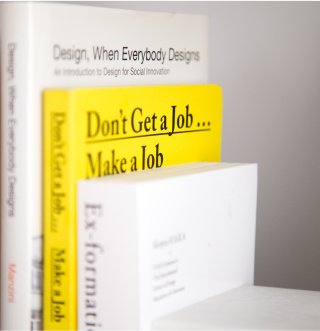 Design, When Everybody Designs
An Introduction to Design for Social Innovation
Design, When Everybody Designs
Manzini
Don't Get a Job ...
Make a Job
Don't Get a Job ... Make a Job
Ex-formati